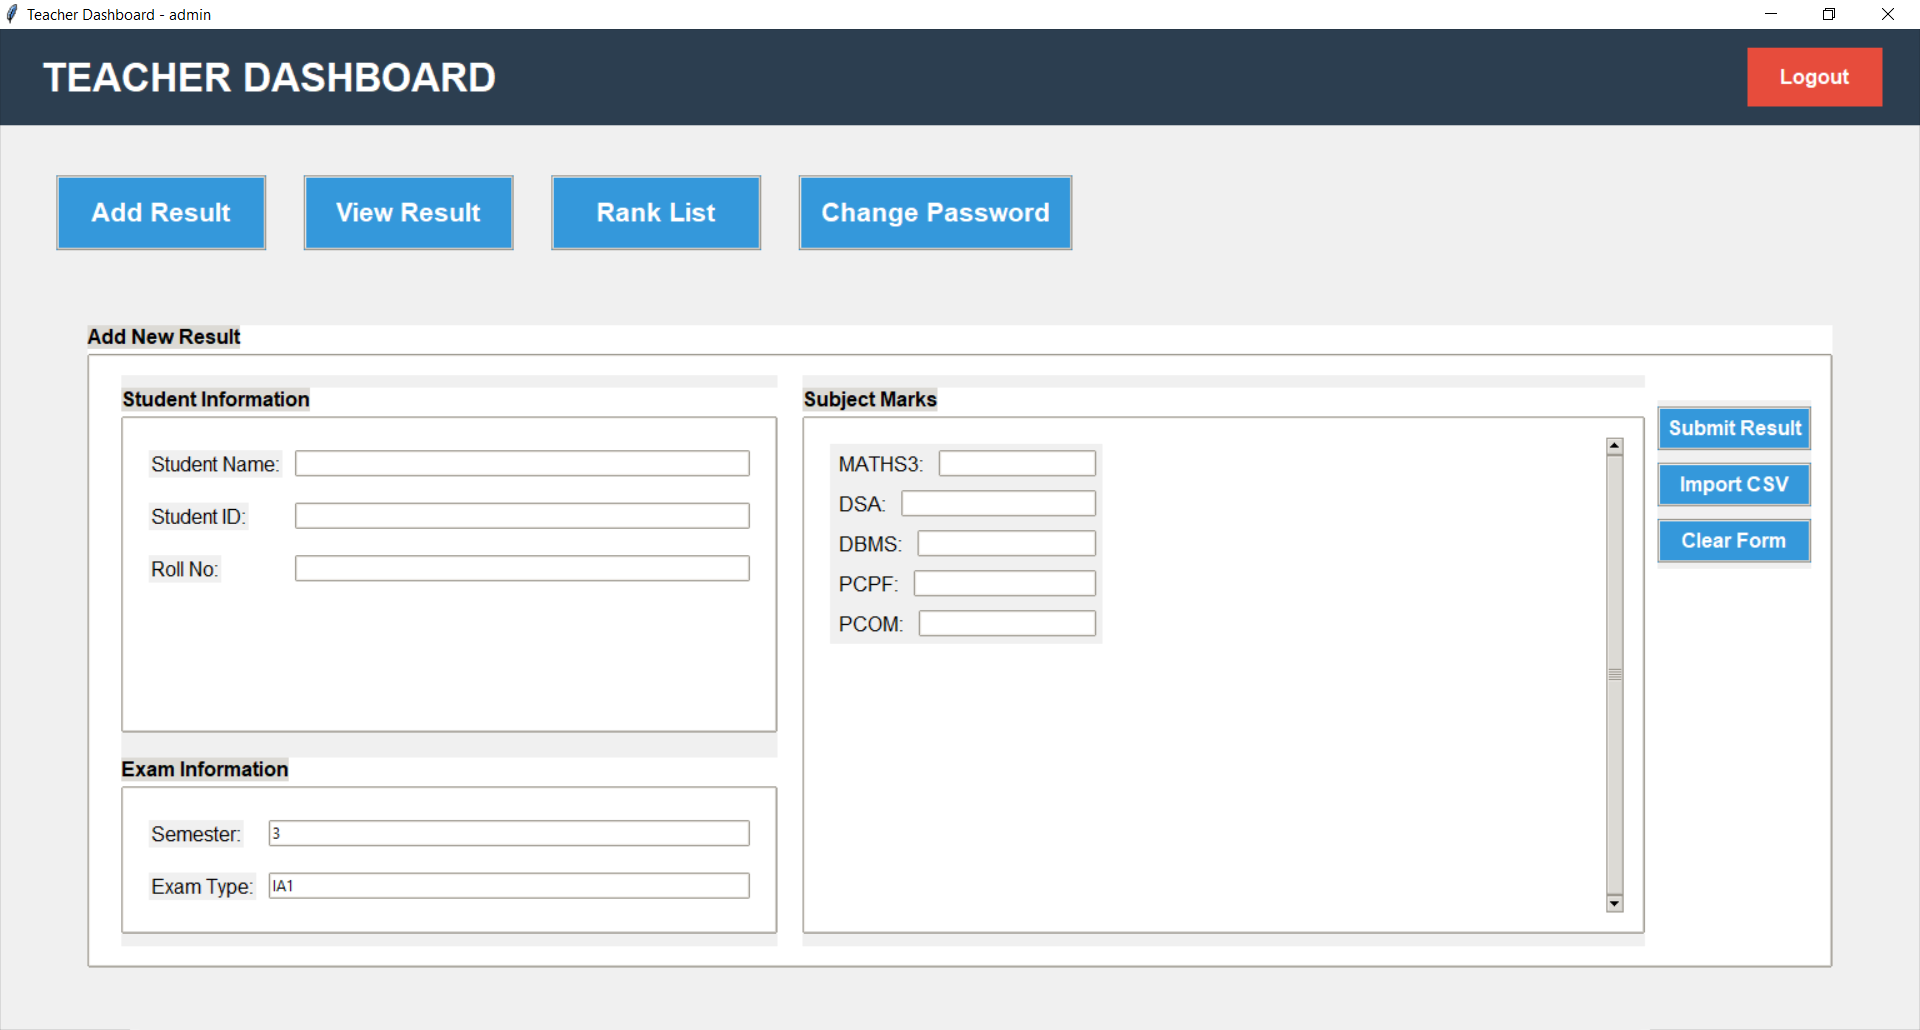 Teacher Dashboard - admin
TEACHER DASHBOARD
Logout
Add Result
View Result
Rank List
Change Password
Add New Result
Student Information
Student Name:
Student ID:
Roll No:
Exam Information
Semester: 3
Exam Type: IA1
Subject Marks
MATHS3:
DSA:
DBMS:
PCPF:
PCOM:
Submit Result
Import CSV
Clear Form